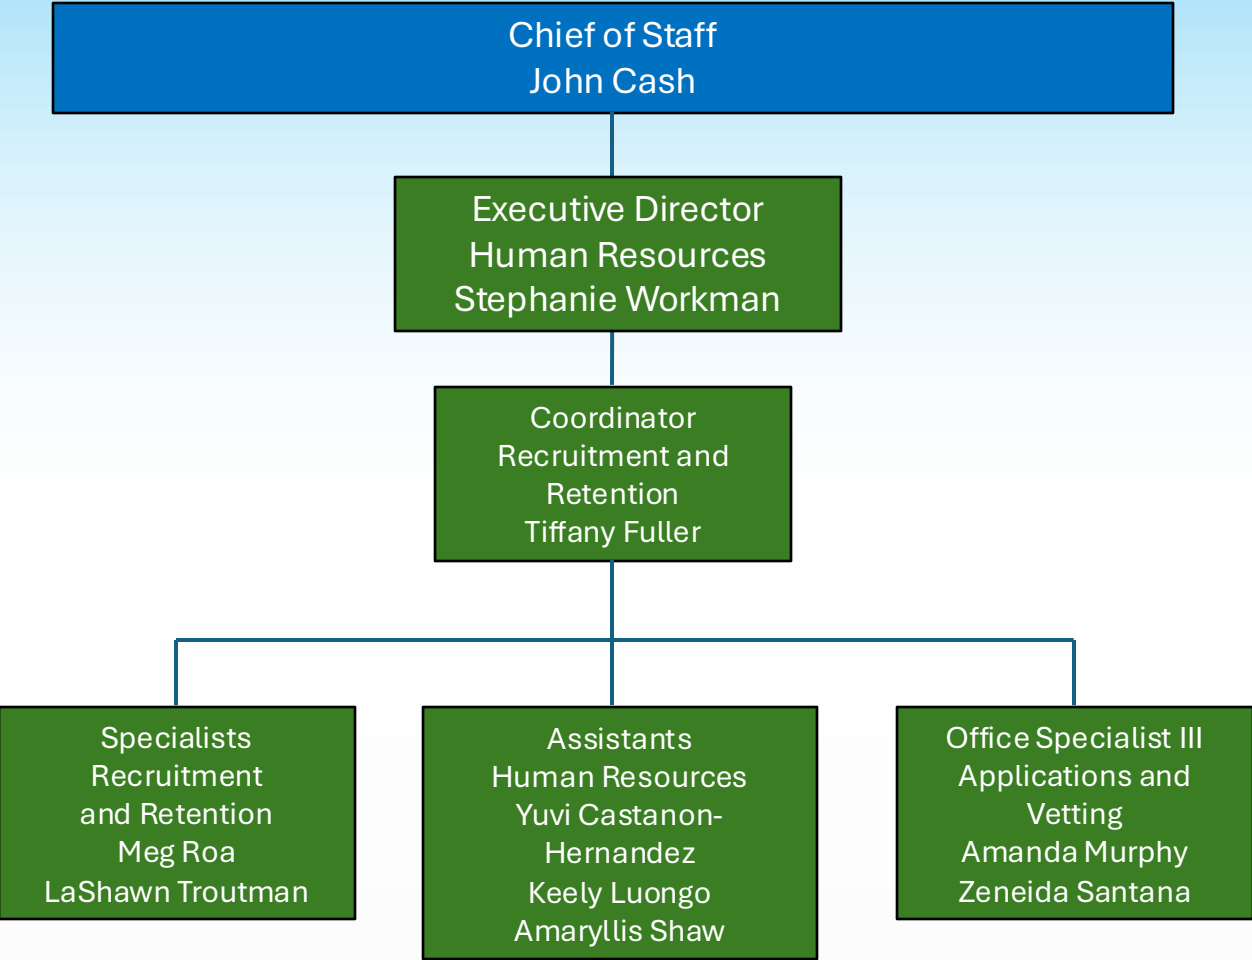 Chief of Staff
John Cash
Executive Director
Human Resources
Stephanie Workman
Coordinator
Recruitment and
Retention
Tiffany Fuller
Specialists
Recruitment
and Retention
Meg Roa
LaShawn Troutman
Assistants
Human Resources
Yuvi Castanon-
Hernandez
Keely Luongo
Amaryllis Shaw
Office Specialist III
Applications and
Vetting
Amanda Murphy
Zeneida Santana